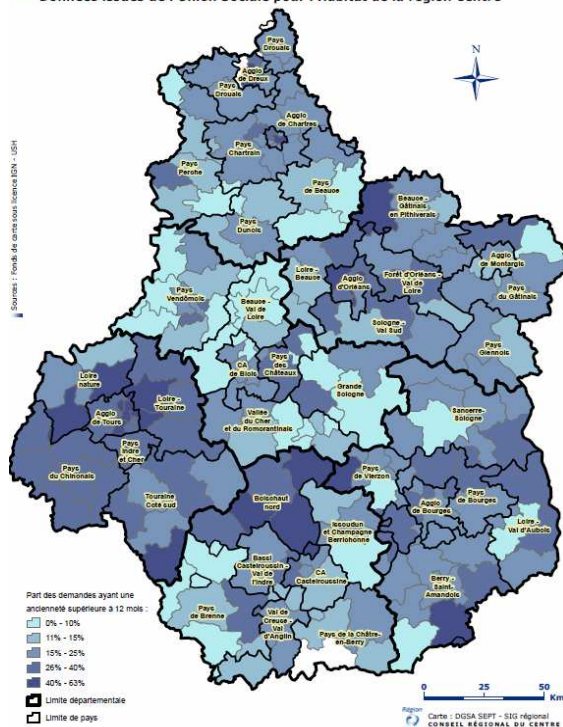 Données issues de l'Union Sociale pour l'Habitat de la région Centre
Pays
Drouais
Agglo
de Dreux
Pays
Drouais
N
Agglo
de Chartres
Pays
Chartrain
Pays
Perche
Pays
de Beauce
Pays
Dunois
Beauce -
Gâtinais
en Pithiverais
Agglo
de Montargis
Loire -
Beauce
Agglo
d'Orléans
Forêt d'Orléans -
Val de
Loire
Pays
du Gâtinais
Pays
Vendômois
Beauce -
Val de
Loire
Sologne -
Val Sud
Pays
Giennois
CA
de Blois
Pays
des
Châteaux
Loire
nature
Grande
Sologne
Loire -
Touraine
Agglo
de Tours
Vallée
du Cher
et du Romorantinais
Sancerre-
Sologne
Pays
Indre
et Cher
Pays
du Chinonais
Pays
de Vierzon
Touraine
Coté sud
Boischaut
nord
Agglo
de Bourges
Pays
de Bourges
Issoudun
et Champagne
Berrichonne
Loire -
Val d'Aubois
Bassi
Castelroussin -
Val de
l'Indre
CA
Castelroussine
Berry -
Saint-
Amandois
Pays
de Brenne
Val de
Creuse -
Val
d'Anglin
Pays de la Châtre-
en-Berry
Sources : Fonds de carte sous licence IGN - USH
Part des demandes ayant une
ancienneté supérieure à 12 mois :
0% - 10%
11% - 15%
15% - 25%
26% - 40%
40% - 63%
Limite départementale
Limite de pays
0 25 50
Km
Région
Carte : DGSA SEPT - SIG régional
CONSEIL RÉGIONAL DU CENTRE